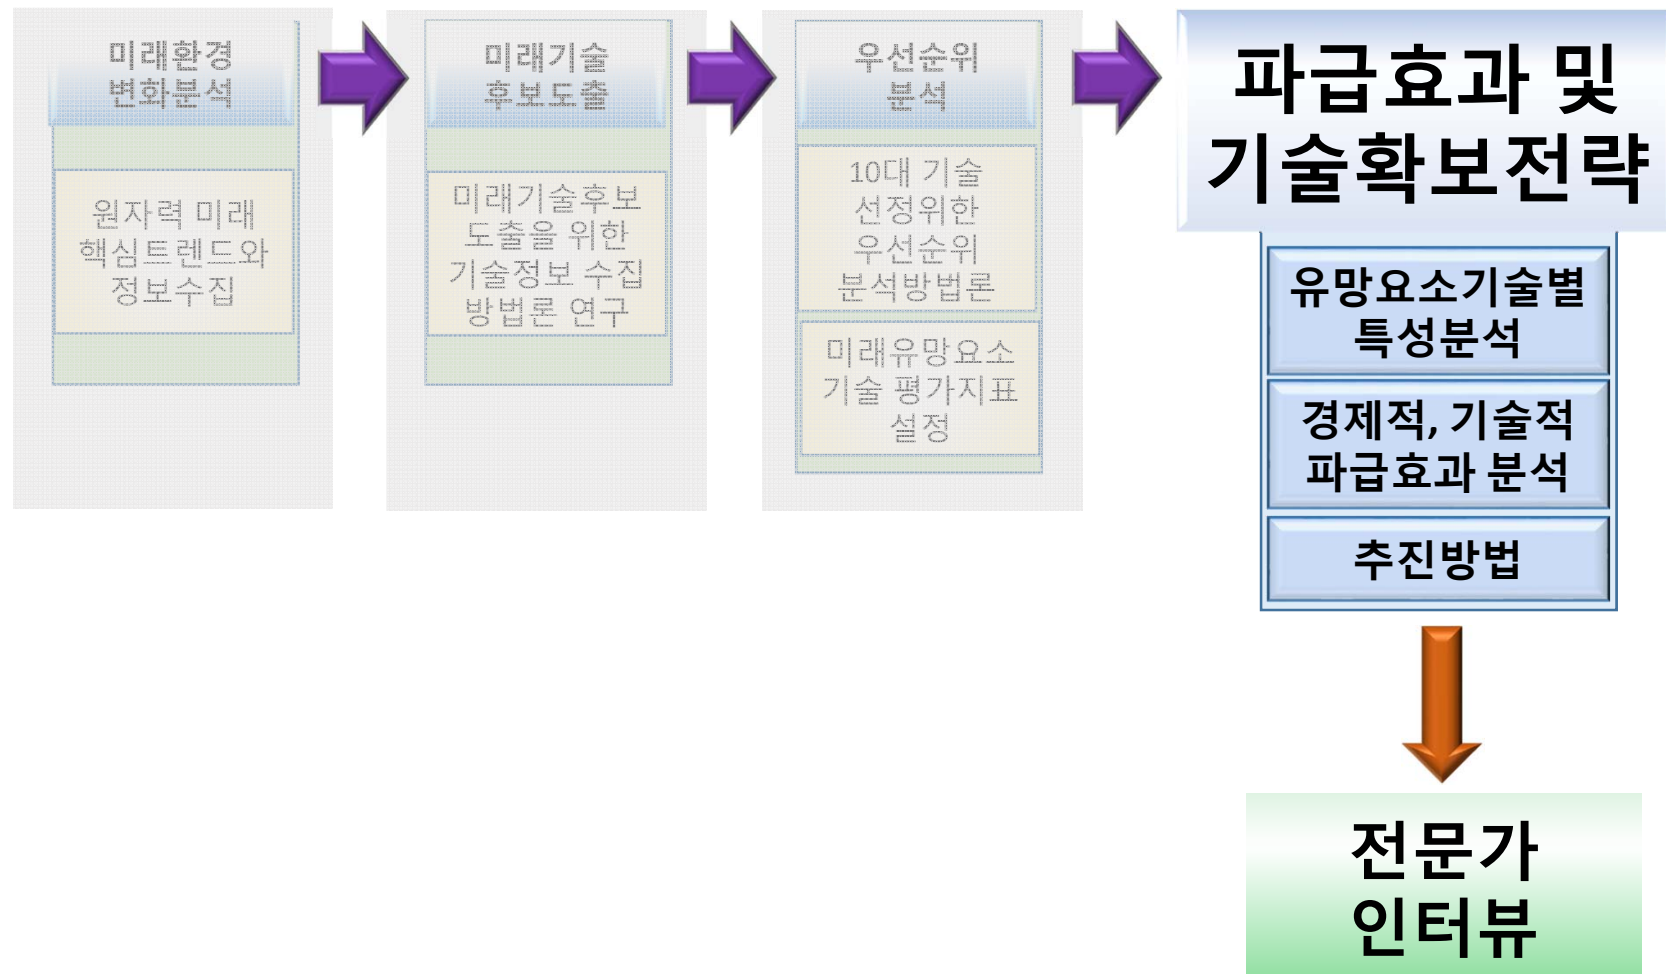 미래환경
변화분석
원자력 미래
핵심트렌드와
정보수집
미래기술
후보도출
미래기술후보
도출을 위한
기술정보 수집
방법론 연구
우선순위
분석
10대 기술
선정위한
우선순위
분석방법론
미래유망요소
기술 평가지표
설정
파급효과 및
기술확보전략
유망요소기술별
특성분석
경제적, 기술적
파급효과 분석
추진방법
전문가
인터뷰